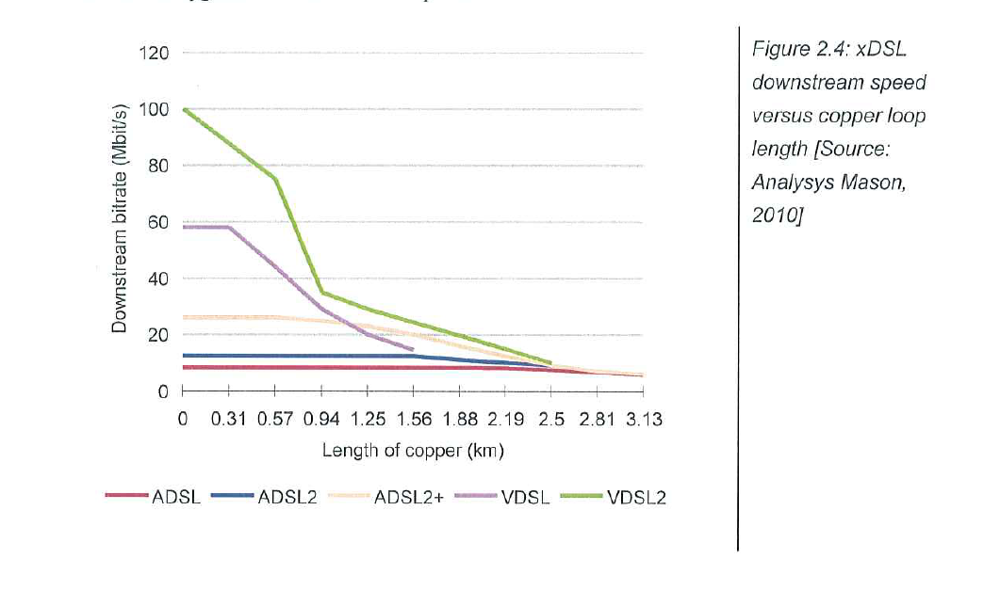 120
100
80
60
40
20
0
Downstream bitrate (Mbit/s)
0 0.31 0.57 0.94 1.25 1.56 1.88 2.19 2.5 2.81 3.13
Length of copper (km)
ADSL ADSL2 ADSL2+ VDSL VDSL2
Figure 2.4: xDSL
downstream speed
versus copper loop
length [Source:
Analysys Mason,
2010]